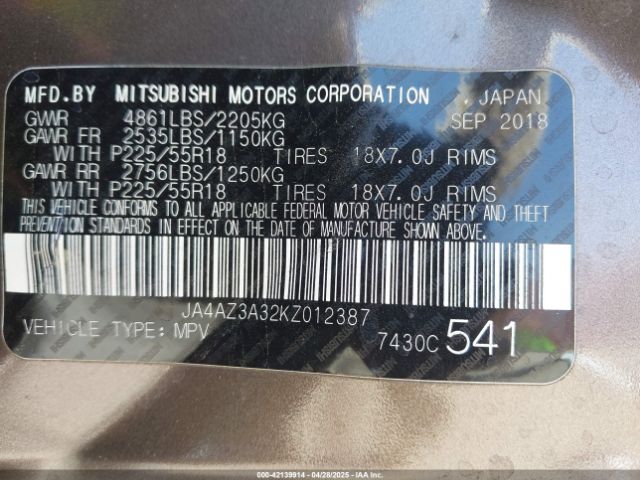 MFD.BY MITSUBISHI MOTORS CORPORATION , JAPAN
GVWR 4861LBS/2205KG SEP 2018
GAWR FR 2535LBS/1150KG
WITH P225/55R18 TIRES 18X7.0J RIMS
GAWR RR 2756LBS/1250KG
WITH P225/55R18 TIRES 18X7.0J RIMS
THIS VEHICLE CONFORMS TO ALL APPLICABLE FEDERAL MOTOR VEHICLE SAFETY AND THEFT
PREVENTION STANDARDS IN EFFECT ON THE DATE OF MANUFACTURE SHOWN ABOVE.
JA4AZ3A32KZ012387
VEHICLE TYPE:MPV 7430C 541
000-42139914 04/28/2025 IAA Inc.